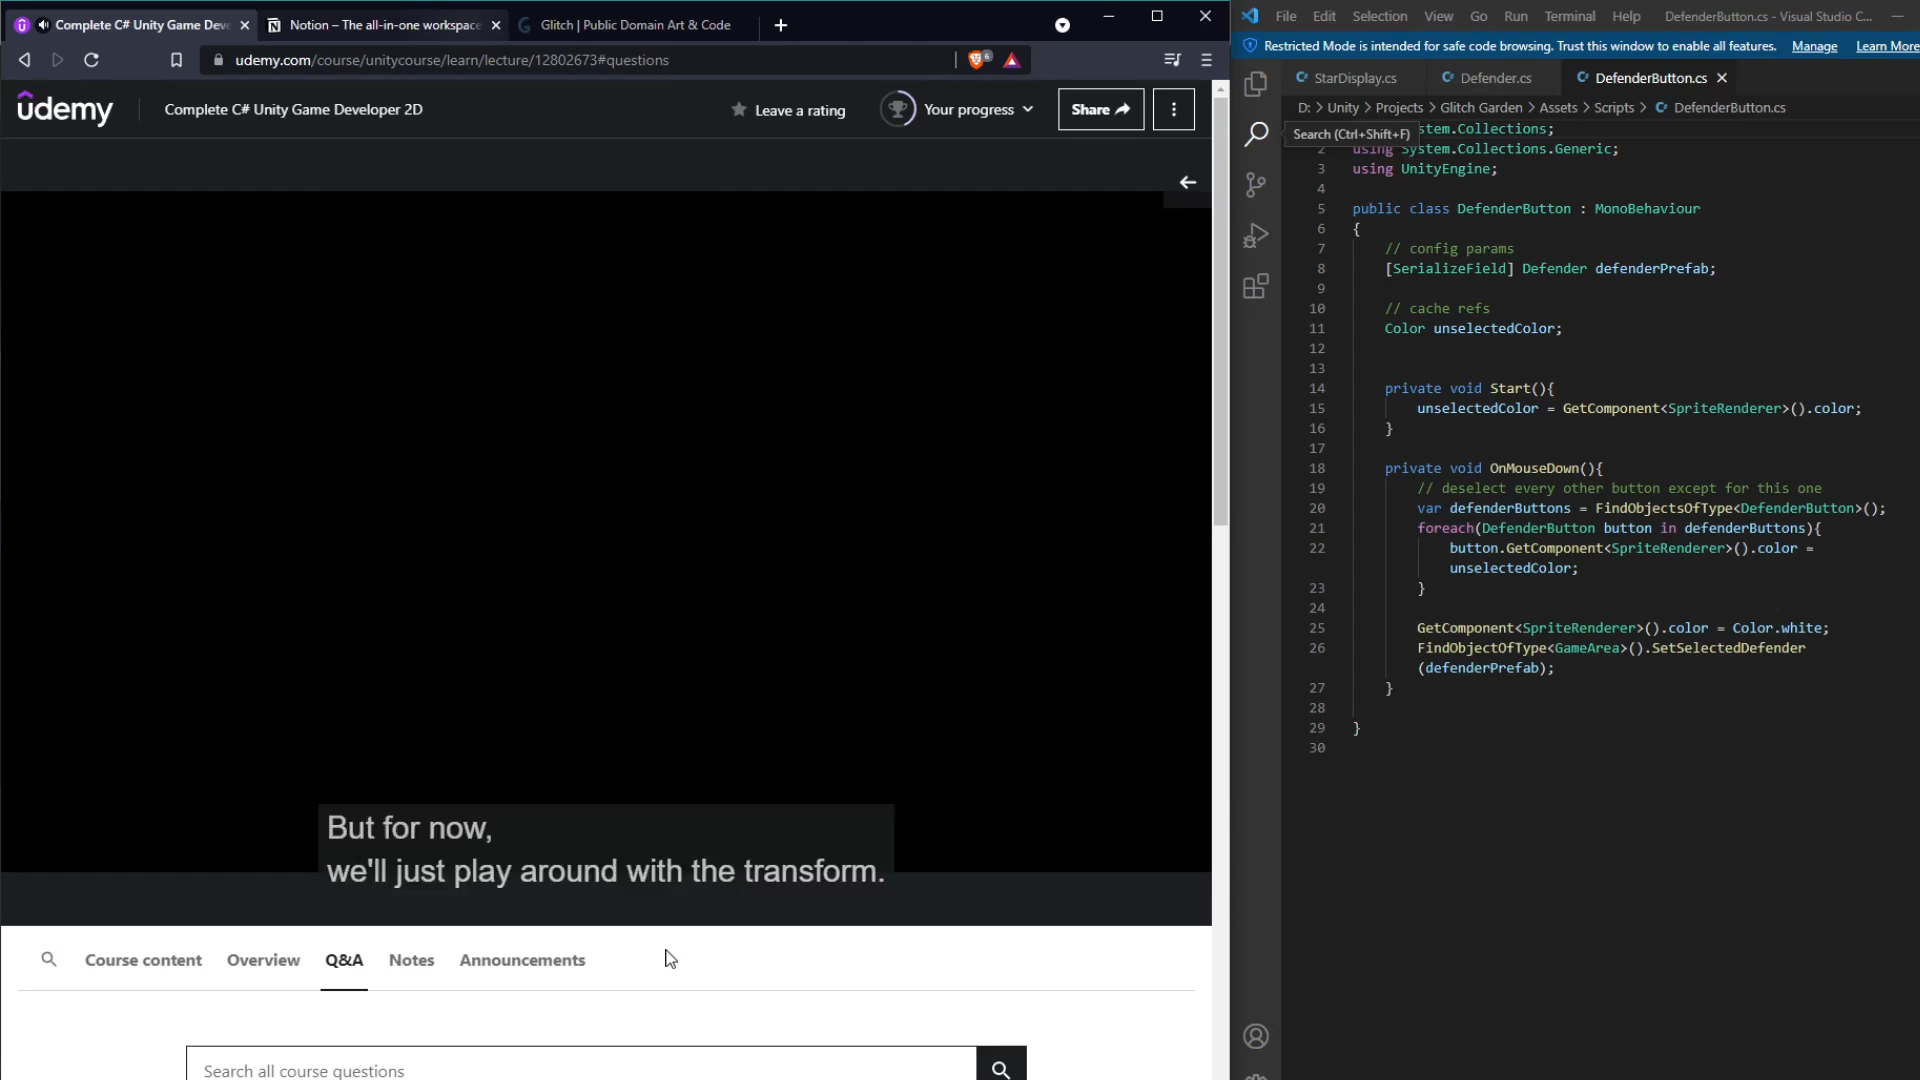 Complete C# Unity Game Deve
Notion – The all-in-one workspace
Glitch | Public Domain Art & Code
udemy.com/course/unitycourse/learn/lecture/12802673#questions
6
udemy
Complete C# Unity Game Developer 2D
Leave a rating
Your progress
Share
But for now,
we'll just play around with the transform.
Course content
Overview
Q&A
Notes
Announcements
Search all course questions
File Edit Selection View Go Run Terminal Help
DefenderButton.cs - Visual Studio C...
Restricted Mode is intended for safe code browsing. Trust this window to enable all features. Manage Learn More
StarDisplay.cs
Defender.cs
DefenderButton.cs
D: > Unity > Projects > Glitch Garden > Assets > Scripts > DefenderButton.cs
Search (Ctrl+Shift+F)
stem.Collections;
2 using System.Collections.Generic;
3 using UnityEngine;
4
5 public class DefenderButton : MonoBehaviour
6 {
7 // config params
8 [SerializeField] Defender defenderPrefab;
9
10 // cache refs
11 Color unselectedColor;
12
13
14 private void Start(){
15 unselectedColor = GetComponent<SpriteRenderer>().color;
16 }
17
18 private void OnMouseDown(){
19 // deselect every other button except for this one
20 var defenderButtons = FindObjectsOfType<DefenderButton>();
21 foreach(DefenderButton button in defenderButtons){
22 button.GetComponent<SpriteRenderer>().color =
unselectedColor;
23 }
24
25 GetComponent<SpriteRenderer>().color = Color.white;
26 FindObjectOfType<GameArea>().SetSelectedDefender
(defenderPrefab);
27 }
28
29 }
30